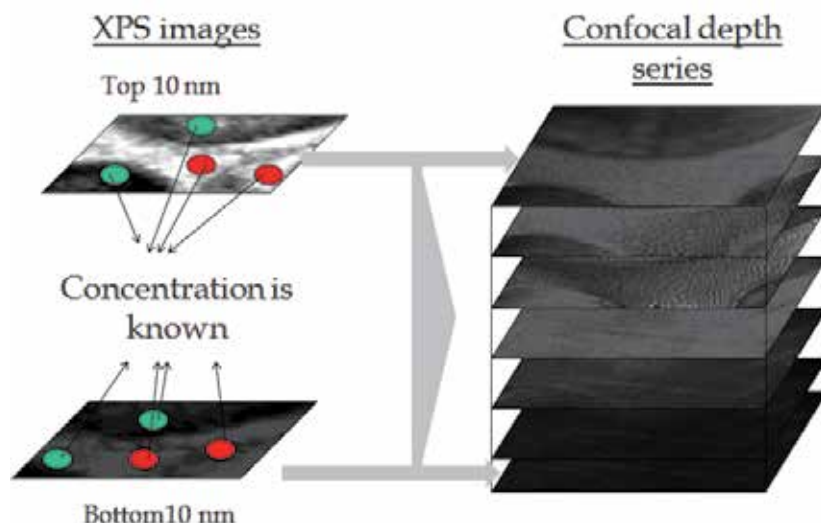 XPS images
Top 10 nm
Concentration is
known
Bottom10 nm
Confocal depth
series